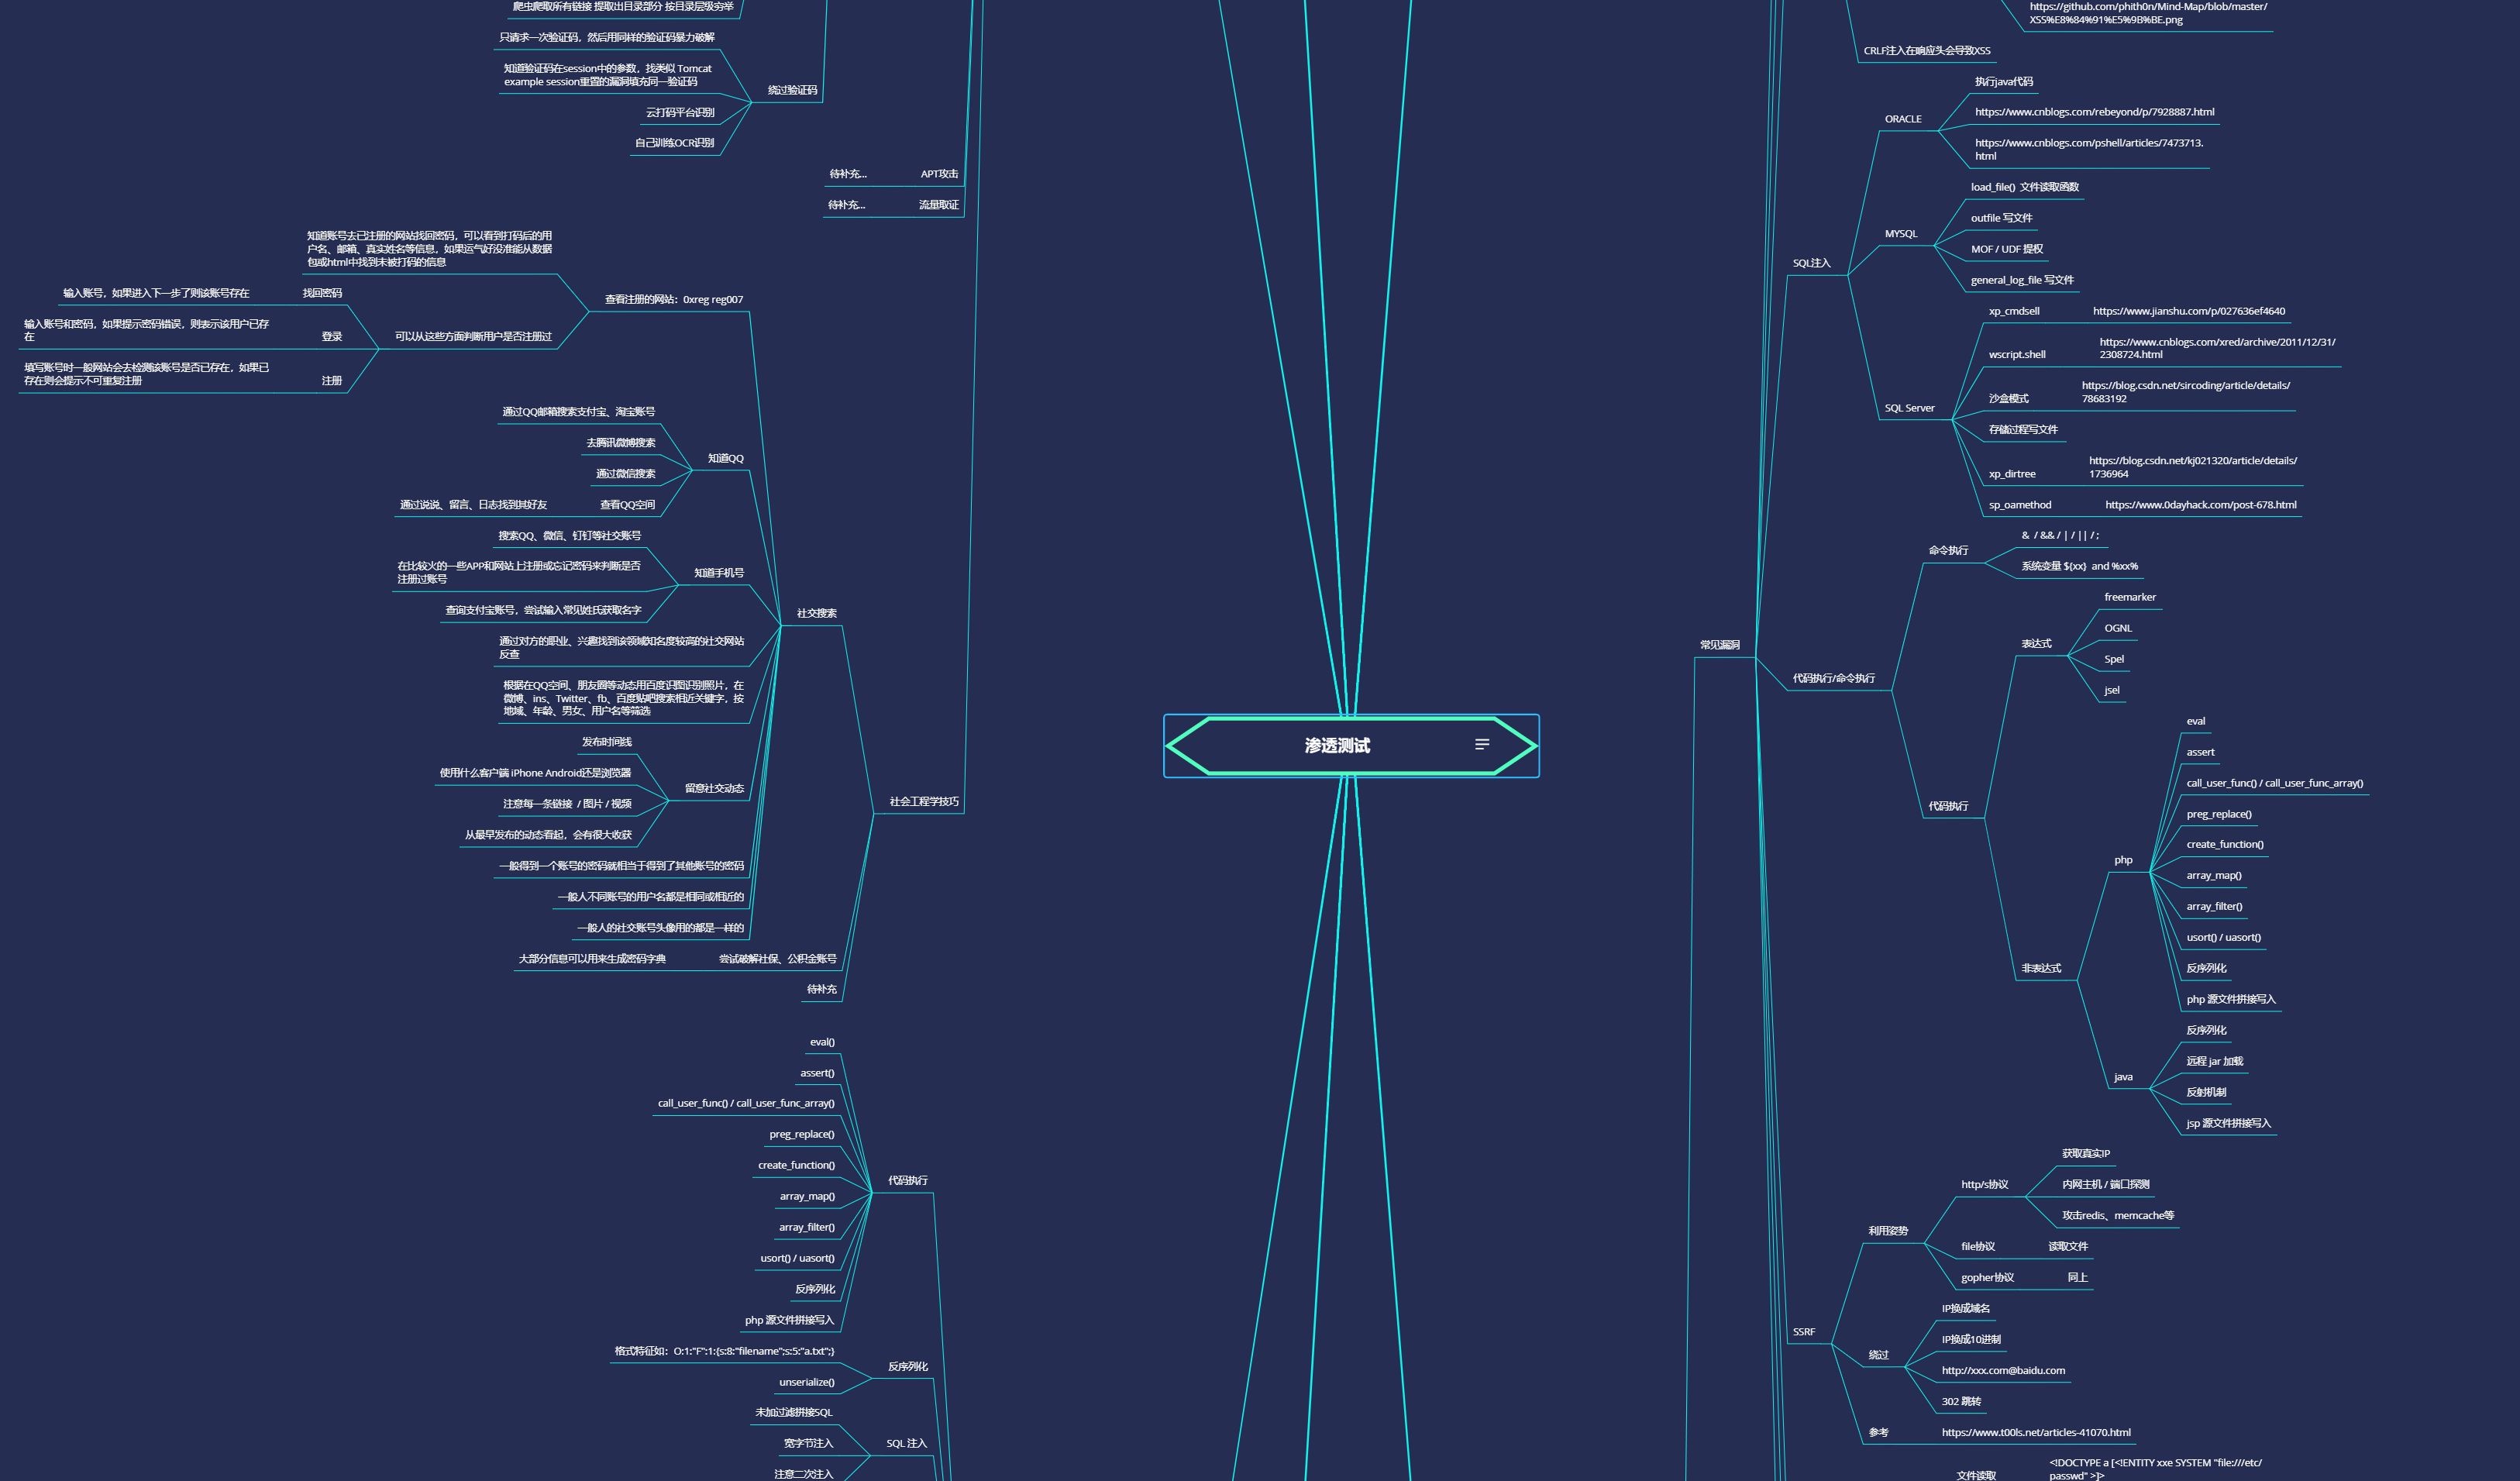 爬虫爬取所有链接 提取出目录部分 按目录层级穷举
只请求一次验证码，然后用同样的验证码暴力破解
知道验证码在session中的参数，找类似 Tomcat
example session重置的漏洞填充同一验证码
绕过验证码
云打码平台识别
自己训练OCR识别
待补充...
APT攻击
待补充...
流量取证
知道账号去已注册的网站找回密码，可以看到打码后的用
户名、邮箱、真实姓名等信息，如果运气好没准能从数据
包或html中找到未被打码的信息
查看注册的网站：0xreg reg007
输入账号，如果进入下一步了则该账号存在
找回密码
输入账号和密码，如果提示密码错误，则表示该用户已存
在
登录
可以从这些方面判断用户是否注册过
填写账号时一般网站会去检测该账号是否已存在，如果已
存在则会提示不可重复注册
注册
通过QQ邮箱搜索支付宝、淘宝账号
去腾讯微博搜索
知道QQ
通过微信搜索
通过说说、留言、日志找到其好友
查看QQ空间
搜索QQ、微信、钉钉等社交账号
在比较火的一些APP和网站上注册或忘记密码来判断是否
注册过账号
知道手机号
查询支付宝账号，尝试输入常见姓氏获取名字
社交搜索
通过对方的职业、兴趣找到该领域知名度较高的社交网站
反查
根据在QQ空间、朋友圈等动态用百度识图识别照片，在
微博、ins、Twitter、fb、百度贴吧搜索相近关键字，按
地域、年龄、男女、用户名等筛选
发布时间线
使用什么客户端 iPhone Android还是浏览器
留意社交动态
注意每一条链接 / 图片 / 视频
从最早发布的动态看起，会有很大收获
社会工程学技巧
一般得到一个账号的密码就相当于得到了其他账号的密码
一般人不同账号的用户名都是相同或相近的
一般人的社交账号头像用的都是一样的
大部分信息可以用来生成密码字典
尝试破解社保、公积金账号
待补充
eval()
assert()
call_user_func() / call_user_func_array()
preg_replace()
create_function()
代码执行
array_map()
array_filter()
usort() / uasort()
反序列化
php 源文件拼接写入
格式特征如：O:1:"F":1:{s:8:"filename";s:5:"a.txt";}
反序列化
unserialize()
未加过滤拼接SQL
宽字节注入
SQL 注入
注意二次注入
渗透测试
https://github.com/phith0n/Mind-Map/blob/master/
XSS%E8%84%91%E5%9B%BE.png
CRLF注入在响应头会导致XSS
执行java代码
ORACLE
https://www.cnblogs.com/rebeyond/p/7928887.html
https://www.cnblogs.com/pshell/articles/7473713.
html
load_file() 文件读取函数
outfile 写文件
MYSQL
MOF / UDF 提权
general_log_file 写文件
SQL注入
xp_cmdsell
https://www.jianshu.com/p/027636ef4640
wscript.shell
https://www.cnblogs.com/xred/archive/2011/12/31/
2308724.html
沙盒模式
https://blog.csdn.net/sircoding/article/details/
78683192
SQL Server
存储过程写文件
xp_dirtree
https://blog.csdn.net/kj021320/article/details/
1736964
sp_oamethod
https://www.0dayhack.com/post-678.html
命令执行
& / && / | / || / ;
系统变量 ${xx} and %xx%
常见漏洞
代码执行/命令执行
freemarker
表达式
OGNL
Spel
jsel
代码执行
eval
assert
call_user_func() / call_user_func_array()
preg_replace()
create_function()
php
array_map()
array_filter()
usort() / uasort()
反序列化
非表达式
php 源文件拼接写入
反序列化
远程 jar 加载
java
反射机制
jsp 源文件拼接写入
获取真实IP
http/s协议
内网主机 / 端口探测
攻击redis、memcache等
利用姿势
file协议
读取文件
gopher协议
同上
IP换成域名
SSRF
IP换成10进制
绕过
http://xxx.com@baidu.com
302 跳转
参考
https://www.t00ls.net/articles-41070.html
文件读取
<!DOCTYPE a [<!ENTITY xxe SYSTEM "file:///etc/
passwd" >]>